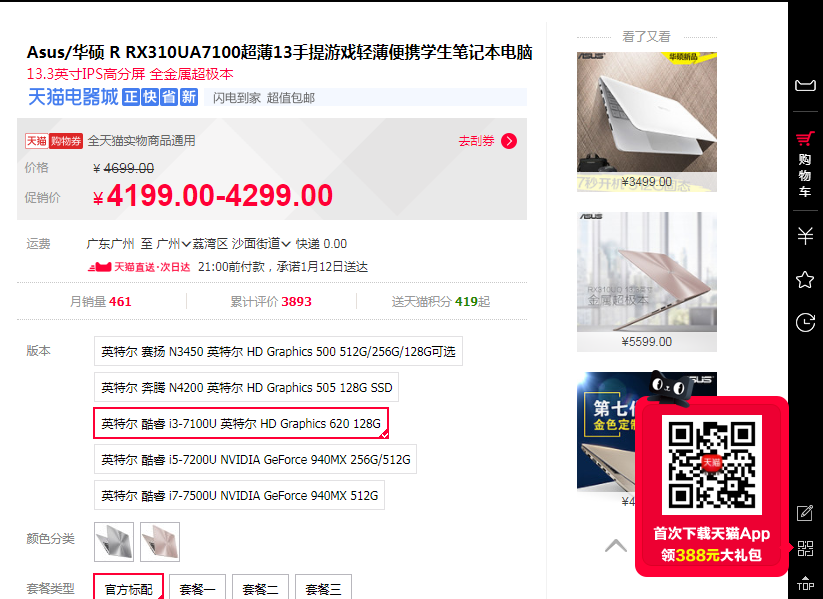 Asus/华硕 R RX310UA7100超薄13手提游戏轻薄便携学生笔记本电脑
13.3英寸IPS高分屏 全金属超极本
天猫电器城 正 快 省 新 闪电到家 超值包邮
天猫 购物券 全天猫实物商品通用 去刮券
价格 ¥ 4699.00
促销价 ¥ 4199.00-4299.00
运费 广东广州 至 广州 荔湾区 沙面街道 快递 0.00
天猫直送·次日达 21:00前付款，承诺1月12日送达
月销量 461 累计评价 3893 送天猫积分 419起
版本
英特尔 赛扬 N3450 英特尔 HD Graphics 500 512G/256G/128G可选
英特尔 奔腾 N4200 英特尔 HD Graphics 505 128G SSD
英特尔 酷睿 i3-7100U 英特尔 HD Graphics 620 128G
英特尔 酷睿 i5-7200U NVIDIA GeForce 940MX 256G/512G
英特尔 酷睿 i7-7500U NVIDIA GeForce 940MX 512G
颜色分类
套餐类型 官方标配 套餐一 套餐二 套餐三
看了又看
ASUS 华硕新品
¥3499.00
ASUS
金属超极本
¥5599.00
SUS
第七代
金色定制
¥4
天猫
首次下载天猫App
领388元大礼包
购物车
TOP